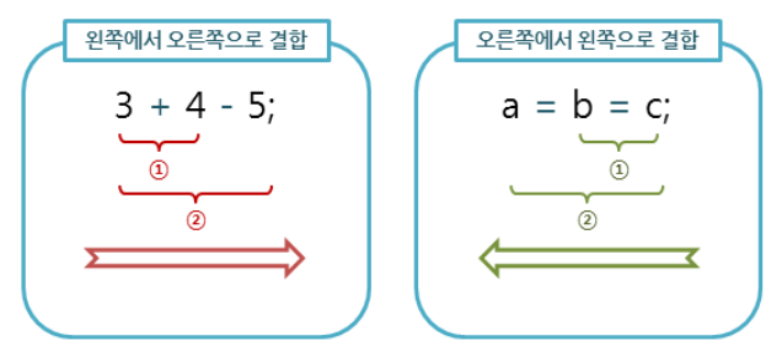 왼쪽에서 오른쪽으로 결합
3 + 4 - 5;
①
②
오른쪽에서 왼쪽으로 결합
a = b = c;
①
②